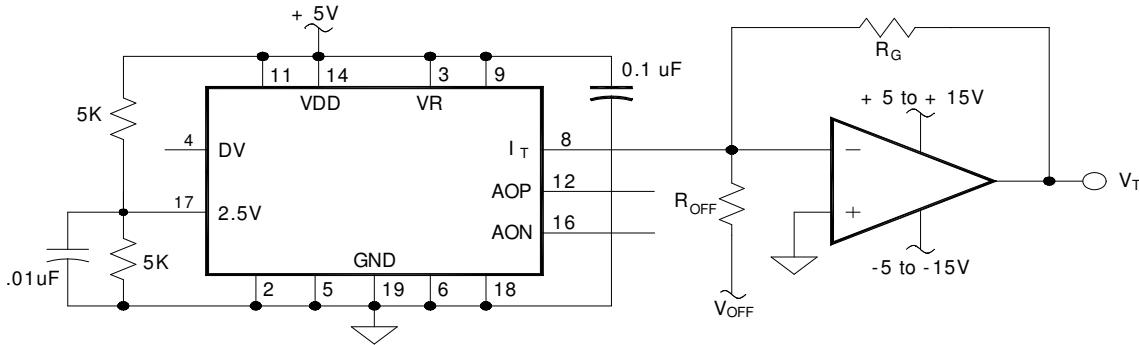 + 5V
11 14 3 9
VDD VR
0.1 uF
R_G
5K
+ 5 to + 15V
4 DV
I_T 8
AOP 12
R_OFF
V_T
17 2.5V
AON 16
5K
GND
-5 to -15V
.01uF
2 5 19 6 18
V_OFF
−
+